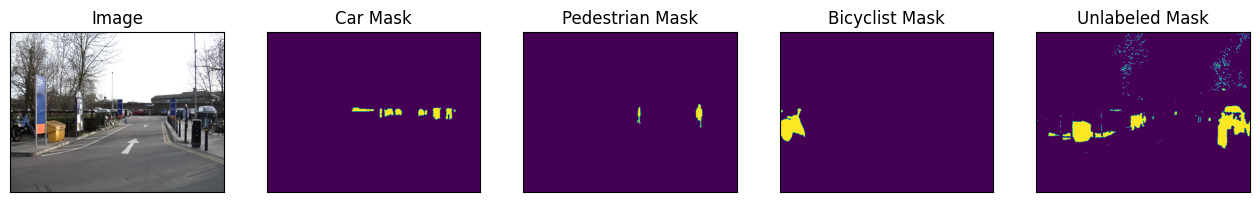 Image
Car Mask
Pedestrian Mask
Bicyclist Mask
Unlabeled Mask